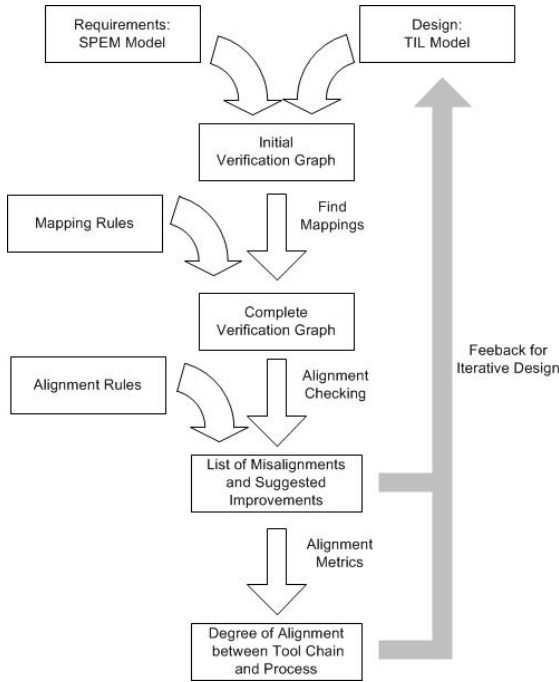 Requirements:
SPEM Model
Design:
TIL Model
Initial
Verification Graph
Find
Mappings
Mapping Rules
Complete
Verification Graph
Feeback for
Iterative Design
Alignment Rules
Alignment
Checking
List of Misalignments
and Suggested
Improvements
Alignment
Metrics
Degree of Alignment
between Tool Chain
and Process